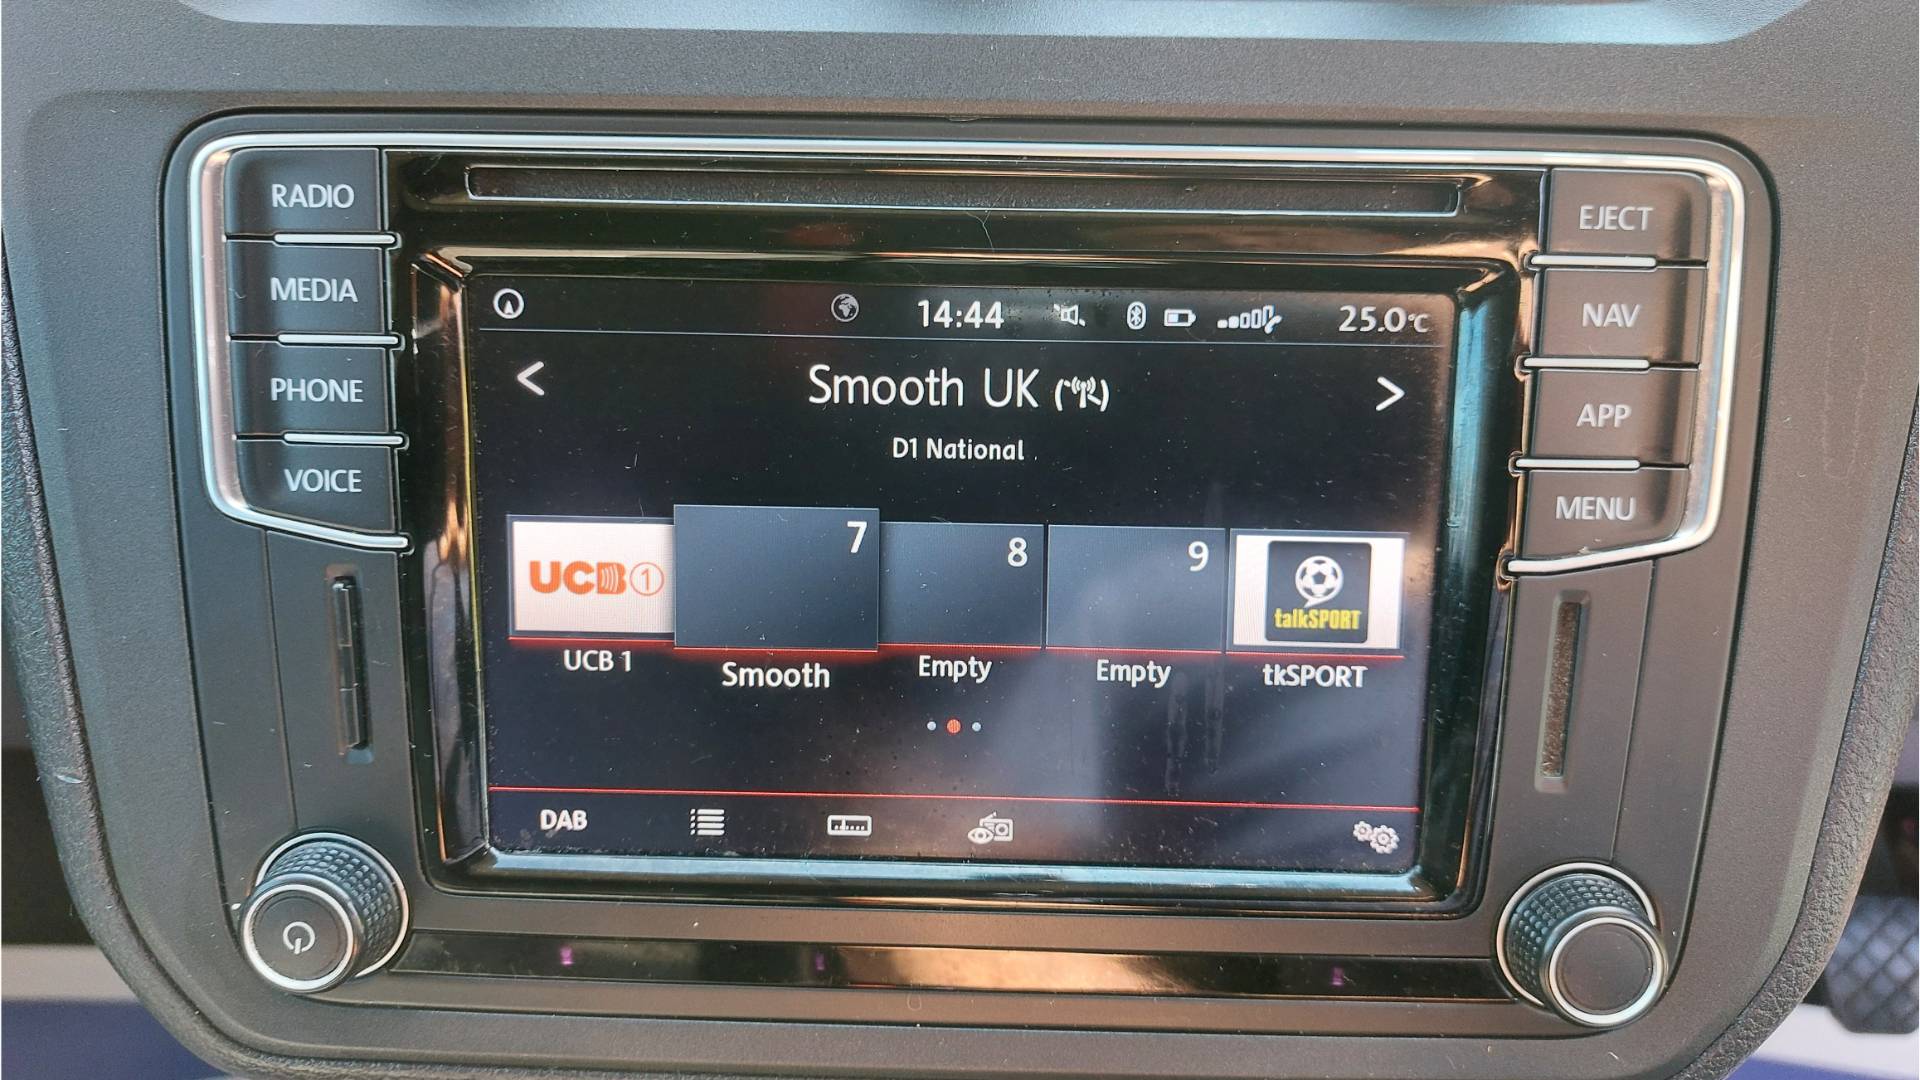 RADIO
MEDIA
PHONE
VOICE
EJECT
NAV
APP
MENU
14:44
25.0°C
< Smooth UK >
D1 National
UCB 1
7
8
9
talkSPORT
UCB 1
Smooth
Empty
Empty
tkSPORT
DAB